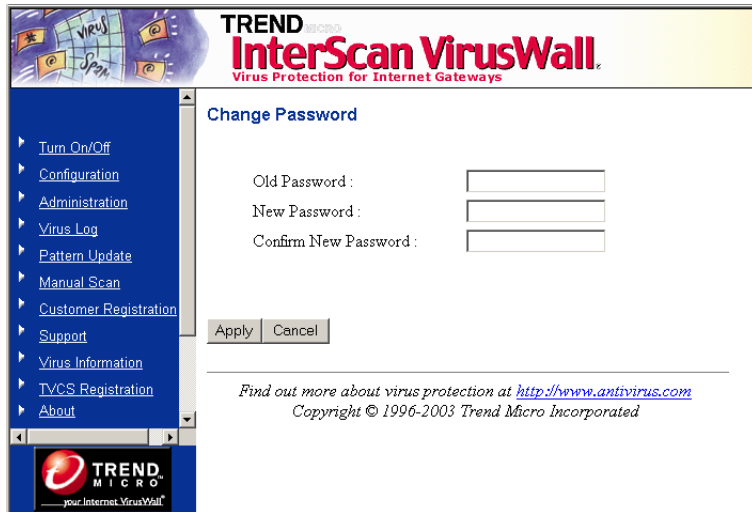 VIRUS
Spam
TREND MICRO
InterScan VirusWall
Virus Protection for Internet Gateways
Turn On/Off
Configuration
Administration
Virus Log
Pattern Update
Manual Scan
Customer Registration
Support
Virus Information
TVCS Registration
About
TREND
MICRO
your Internet VirusWall
Change Password
Old Password :
New Password :
Confirm New Password :
Apply Cancel
Find out more about virus protection at http://www.antivirus.com
Copyright © 1996-2003 Trend Micro Incorporated